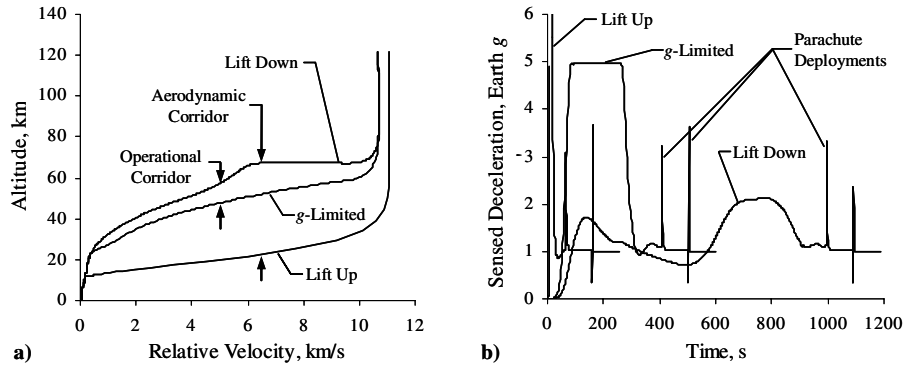 140
120
100
80
60
40
20
0
Altitude, km
Lift Down
Aerodynamic
Corridor
Operational
Corridor
g-Limited
Lift Up
0
2
4
6
8
10
12
a)
Relative Velocity, km/s
6
5
4
-3
2
1
0
Sensed Deceleration, Earth g
Lift Up
g-Limited
Parachute
Deployments
Lift Down
0
200
400
600
800
1000
1200
b)
Time, s